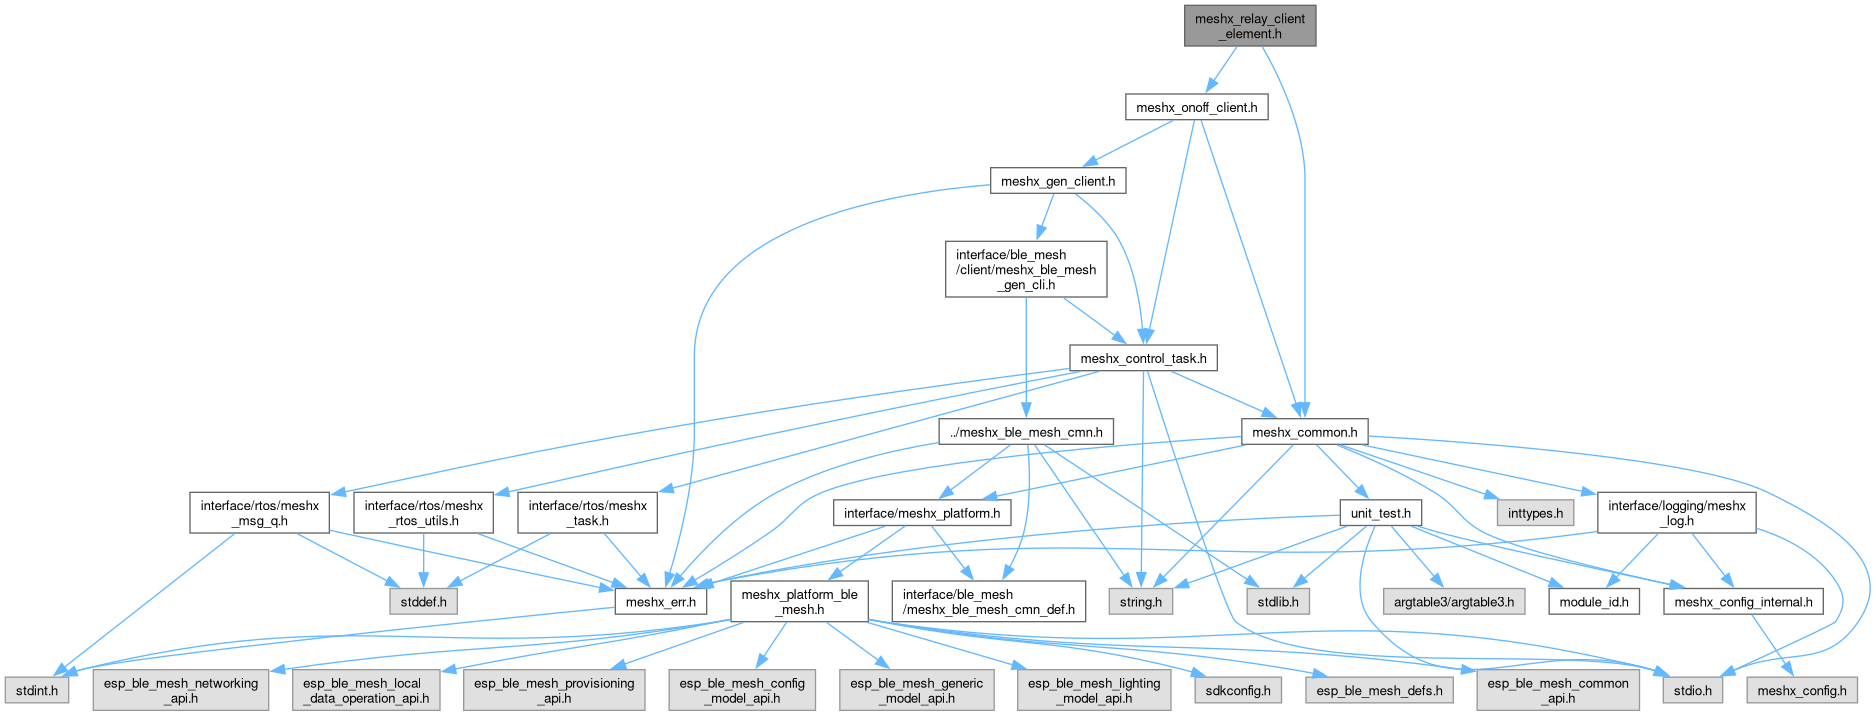 meshx_relay_client
_element.h
meshx_onoff_client.h
meshx_gen_client.h
interface/ble_mesh
/client/meshx_ble_mesh
_gen_cli.h
meshx_control_task.h
../meshx_ble_mesh_cmn.h
meshx_common.h
interface/rtos/meshx
_msg_q.h
interface/rtos/meshx
_rtos_utils.h
interface/rtos/meshx
_task.h
interface/meshx_platform.h
unit_test.h
inttypes.h
interface/logging/meshx
_log.h
stddef.h
meshx_err.h
meshx_platform_ble
_mesh.h
interface/ble_mesh
/meshx_ble_mesh_cmn_def.h
string.h
stdlib.h
argtable3/argtable3.h
module_id.h
meshx_config_internal.h
stdint.h
esp_ble_mesh_networking
_api.h
esp_ble_mesh_local
_data_operation_api.h
esp_ble_mesh_provisioning
_api.h
esp_ble_mesh_config
_model_api.h
esp_ble_mesh_generic
_model_api.h
esp_ble_mesh_lighting
_model_api.h
sdkconfig.h
esp_ble_mesh_defs.h
esp_ble_mesh_common
_api.h
stdio.h
meshx_config.h